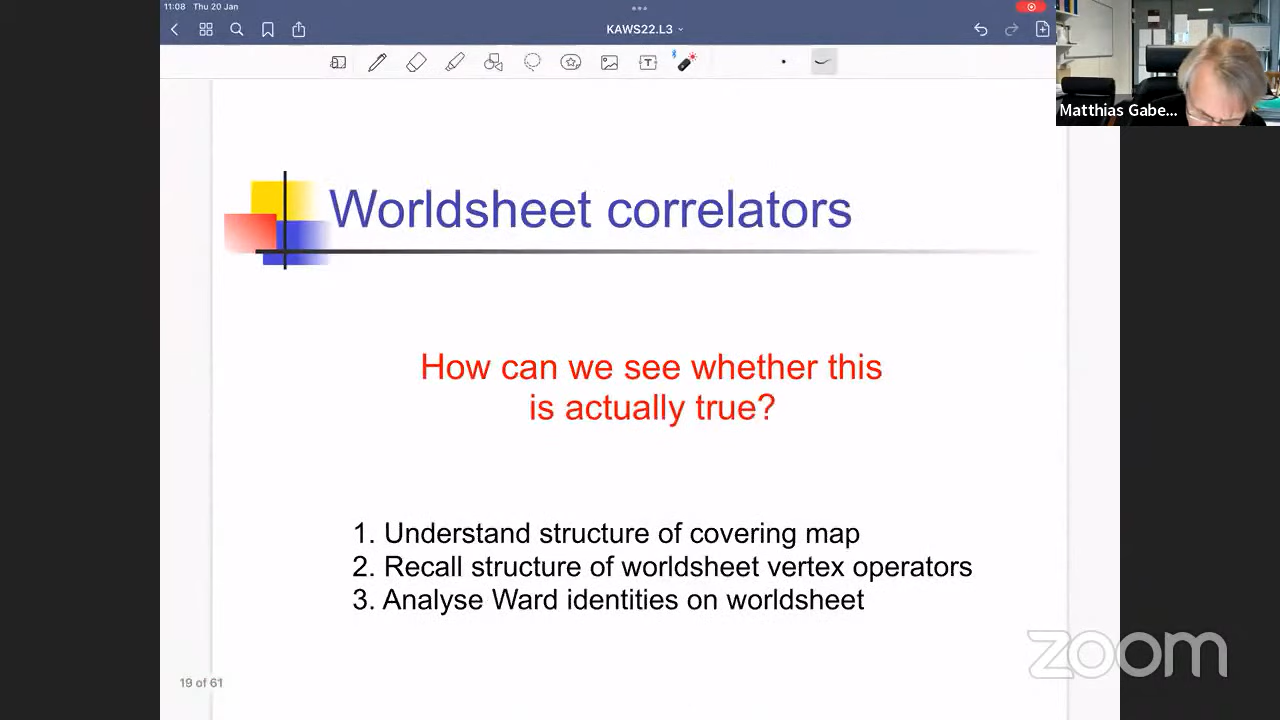 11:08 Thu 20 Jan
KAWS22.L3
T
Matthias Gabe...
Worldsheet correlators
How can we see whether this
is actually true?
1. Understand structure of covering map
2. Recall structure of worldsheet vertex operators
3. Analyse Ward identities on worldsheet
zoom
19 of 61